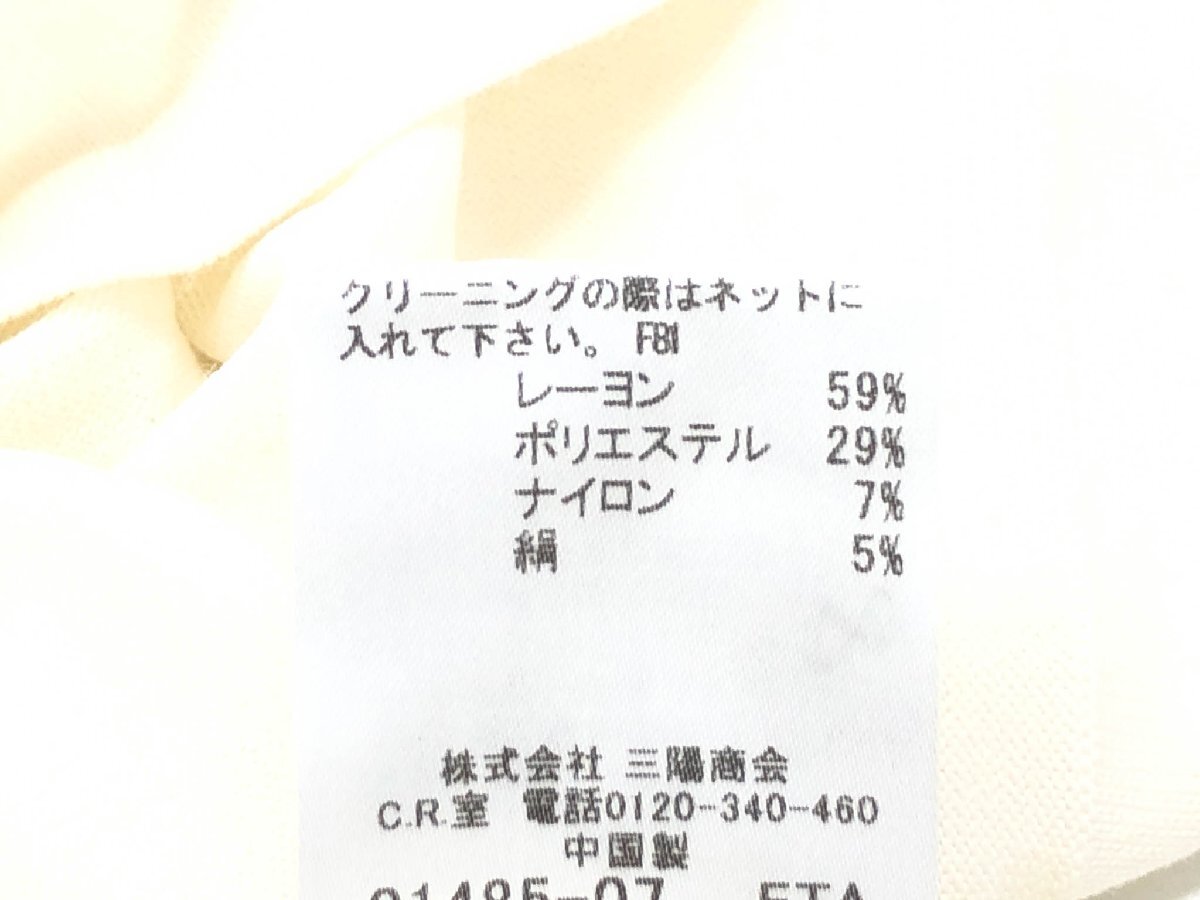 クリーニングの際はネットに
入れて下さい。 F81
レーヨン 59%
ポリエステル 29%
ナイロン 7%
絹 5%
株式会社 三陽商会
C.R.室 電話0120-340-460
中国製